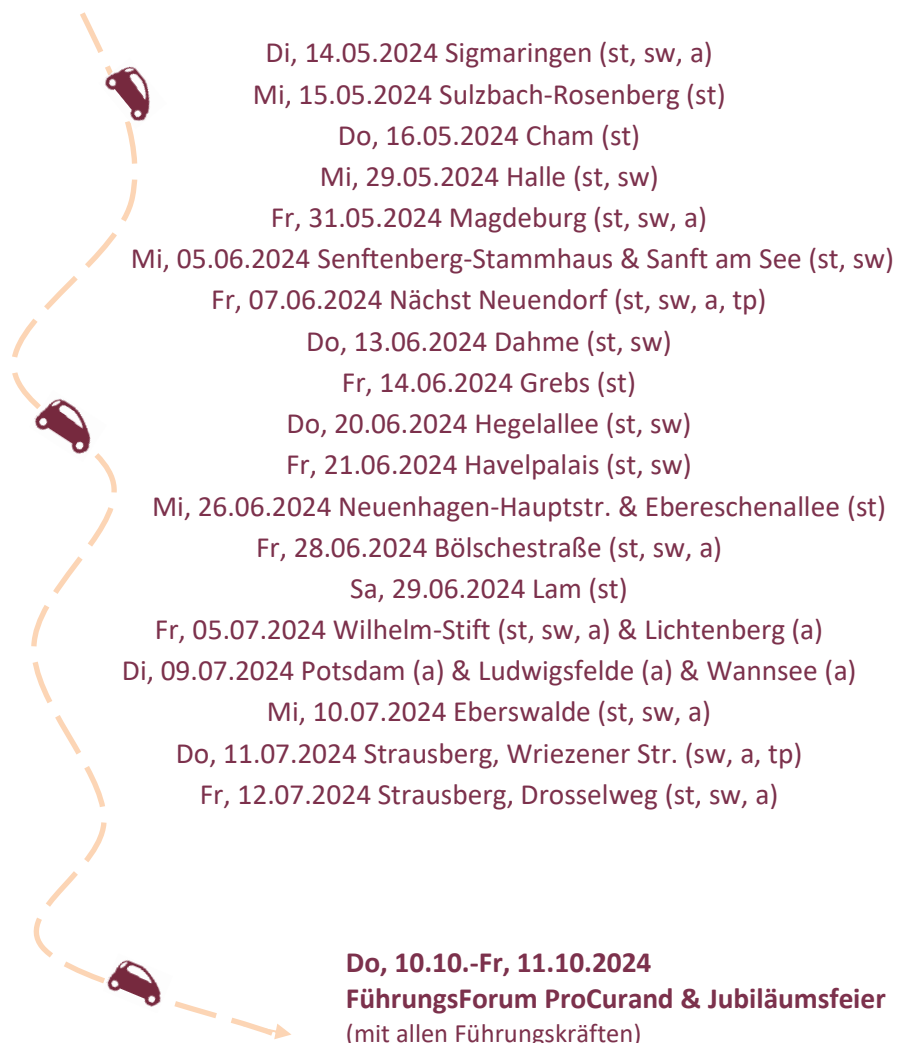 Di, 14.05.2024 Sigmaringen (st, sw, a)
Mi, 15.05.2024 Sulzbach-Rosenberg (st)
Do, 16.05.2024 Cham (st)
Mi, 29.05.2024 Halle (st, sw)
Fr, 31.05.2024 Magdeburg (st, sw, a)
Mi, 05.06.2024 Senftenberg-Stammhaus & Sanft am See (st, sw)
Fr, 07.06.2024 Nächst Neuendorf (st, sw, a, tp)
Do, 13.06.2024 Dahme (st, sw)
Fr, 14.06.2024 Grebs (st)
Do, 20.06.2024 Hegelallee (st, sw)
Fr, 21.06.2024 Havelpalais (st, sw)
Mi, 26.06.2024 Neuenhagen-Hauptstr. & Ebereschenallee (st)
Fr, 28.06.2024 Bölschestraße (st, sw, a)
Sa, 29.06.2024 Lam (st)
Fr, 05.07.2024 Wilhelm-Stift (st, sw, a) & Lichtenberg (a)
Di, 09.07.2024 Potsdam (a) & Ludwigsfelde (a) & Wannsee (a)
Mi, 10.07.2024 Eberswalde (st, sw, a)
Do, 11.07.2024 Strausberg, Wriezener Str. (sw, a, tp)
Fr, 12.07.2024 Strausberg, Drosselweg (st, sw, a)
Do, 10.10.-Fr, 11.10.2024
FührungsForum ProCurand & Jubiläumsfeier
(mit allen Führungskräften)